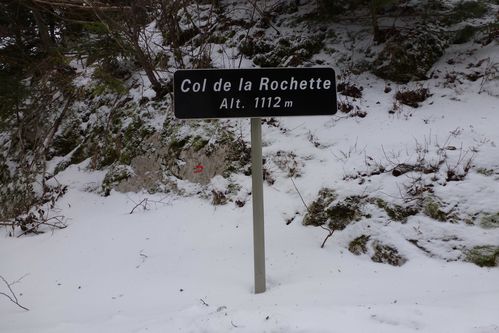 Col de la Rochette
Alt. 1112 m